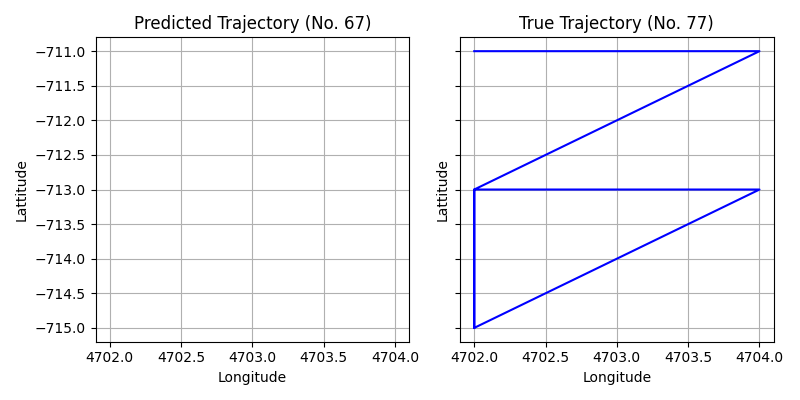 Predicted Trajectory (No. 67)
True Trajectory (No. 77)
−711.0
−711.5
−712.0
−712.5
−713.0
−713.5
−714.0
−714.5
−715.0
Lattitude
Lattitude
4702.0 4702.5 4703.0 4703.5 4704.0
4702.0 4702.5 4703.0 4703.5 4704.0
Longitude
Longitude